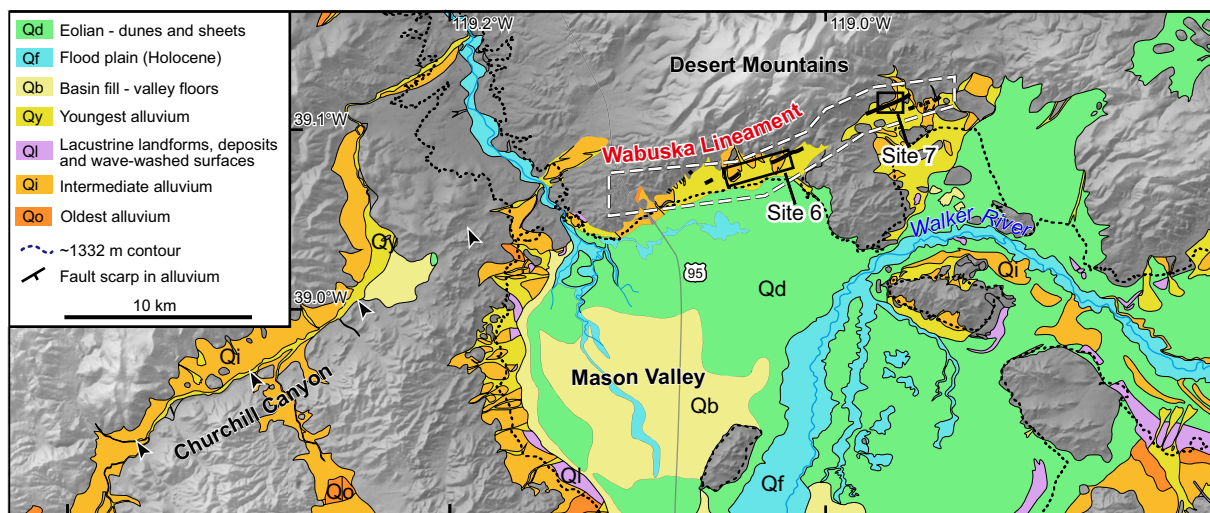 Qd Eolian - dunes and sheets
Qf Flood plain (Holocene)
Qb Basin fill - valley floors
Qy Youngest alluvium
Ql Lacustrine landforms, deposits
and wave-washed surfaces
Qi Intermediate alluvium
Qo Oldest alluvium
~1332 m contour
Fault scarp in alluvium
10 km
119.2°W
119.0°W
Desert Mountains
39.1°N
Wabuska Lineament
Site 7
Site 6
Walker River
Qy
95
Qi
39.0°W
Qd
Qi
Mason Valley
Qb
Churchill Canyon
Ql
Qf
Qo